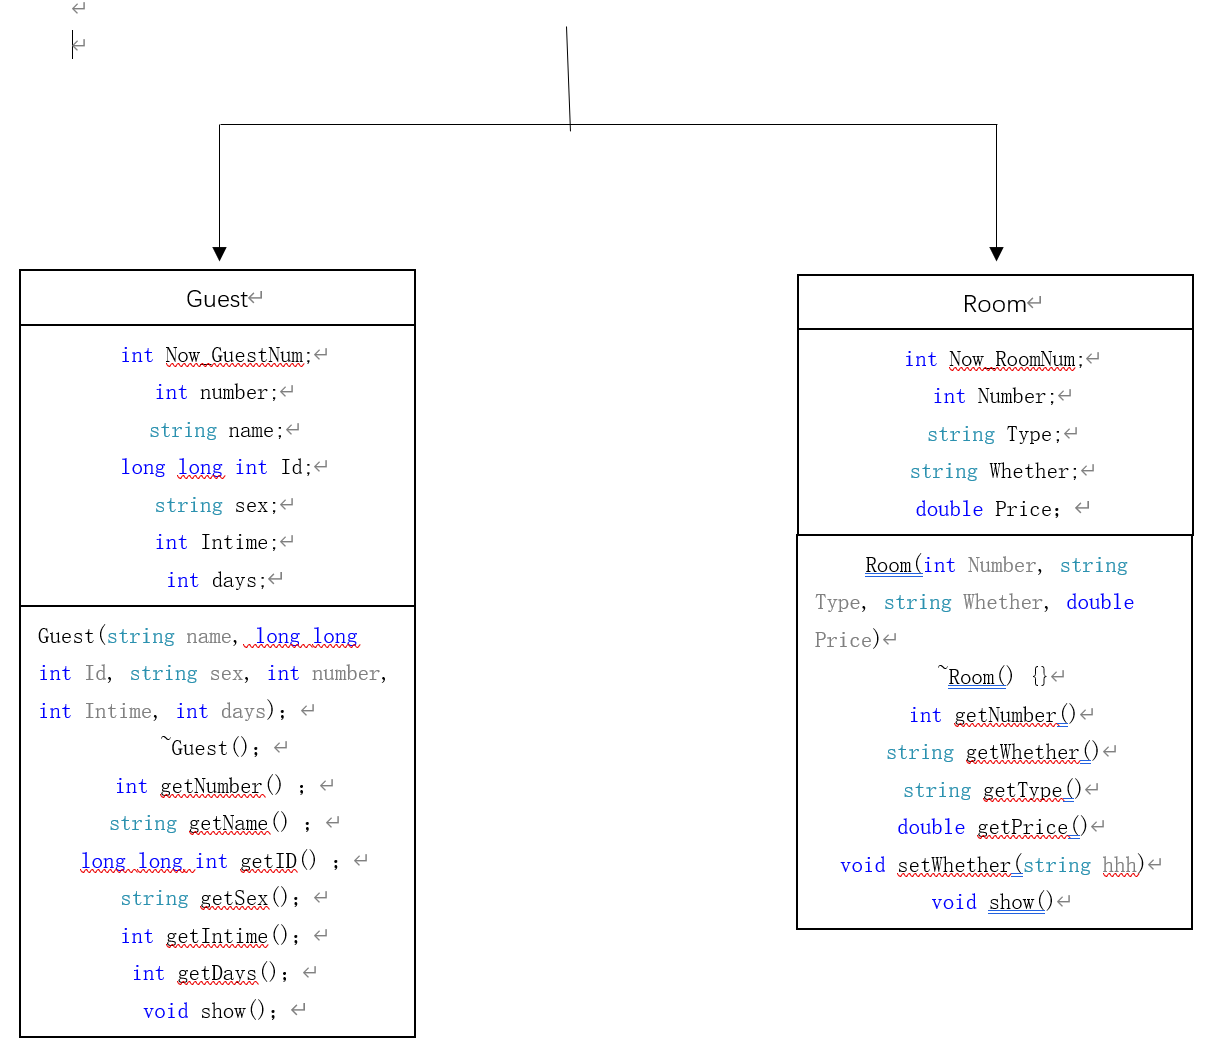 Guest
int Now_GuestNum;
int number;
string name;
long long int Id;
string sex;
int Intime;
int days;
Guest(string name, long long
int Id, string sex, int number,
int Intime, int days);
~Guest();
int getNumber() ;
string getName() ;
long long int getID() ;
string getSex();
int getIntime();
int getDays();
void show();
Room
int Now_RoomNum;
int Number;
string Type;
string Whether;
double Price;
Room(int Number, string
Type, string Whether, double
Price)
~Room() {}
int getNumber()
string getWhether()
string getType()
double getPrice()
void setWhether(string hhh)
void show()